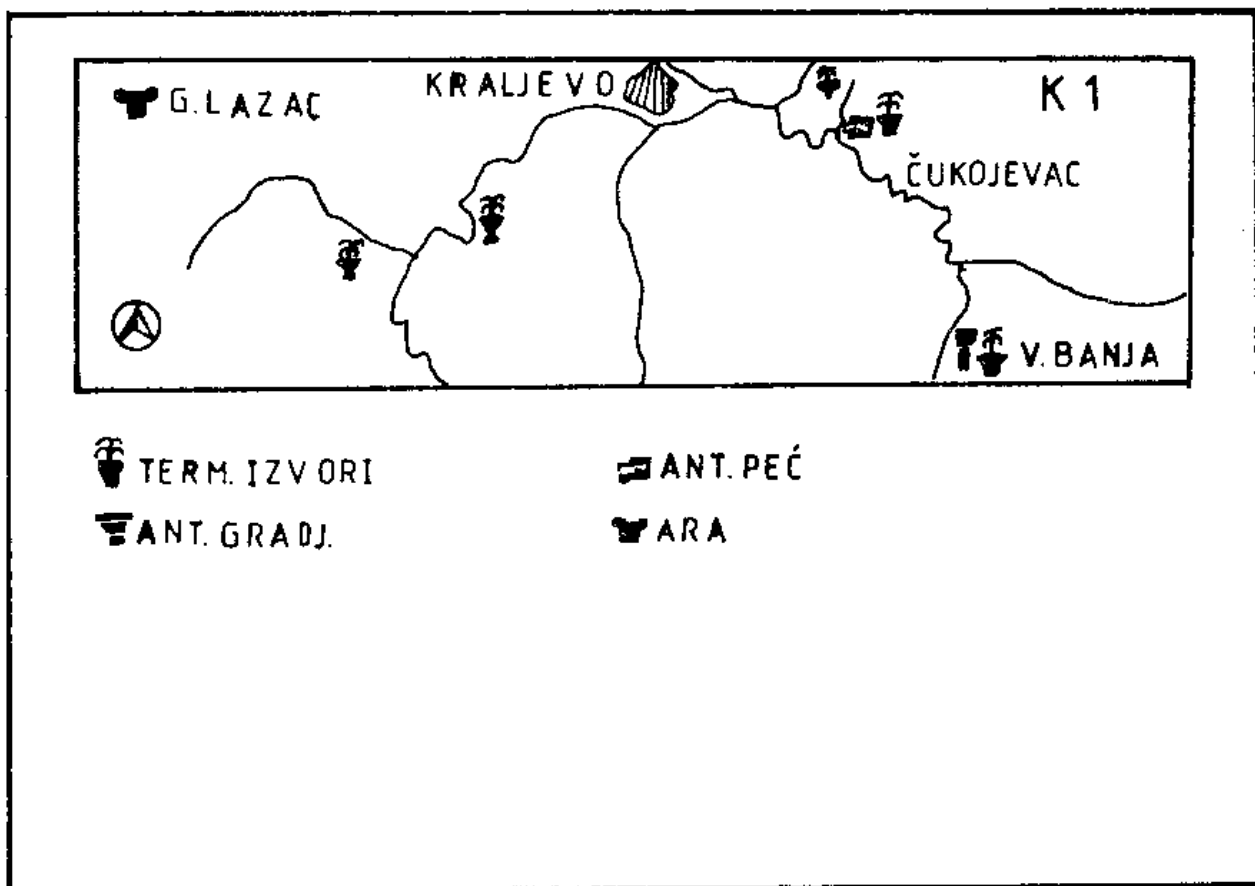 G.LAZAC
KRALJEVO
K 1
ČUKOJEVAC
V.BANJA
TERM. IZVORI
ANT. PEĆ
ANT. GRADJ.
ARA